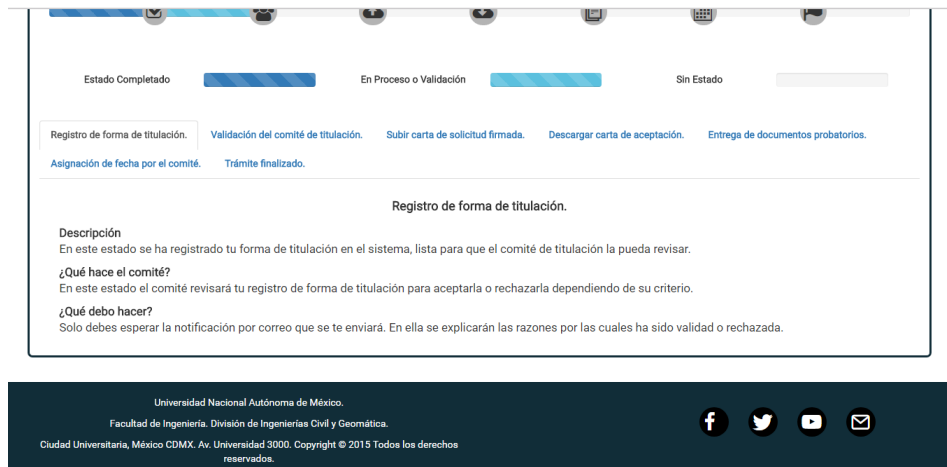 Estado Completado
En Proceso o Validación
Sin Estado
Registro de forma de titulación.
Validación del comité de titulación.
Subir carta de solicitud firmada.
Descargar carta de aceptación.
Entrega de documentos probatorios.
Asignación de fecha por el comité.
Trámite finalizado.
Registro de forma de titulación.
Descripción
En este estado se ha registrado tu forma de titulación en el sistema, lista para que el comité de titulación la pueda revisar.
¿Qué hace el comité?
En este estado el comité revisará tu registro de forma de titulación para aceptarla o rechazarla dependiendo de su criterio.
¿Qué debo hacer?
Solo debes esperar la notificación por correo que se te enviará. En ella se explicarán las razones por las cuales ha sido validad o rechazada.
Universidad Nacional Autónoma de México.
Facultad de Ingeniería. División de Ingenierías Civil y Geomática.
Ciudad Universitaria, México CDMX. Av. Universidad 3000. Copyright © 2015 Todos los derechos
reservados.